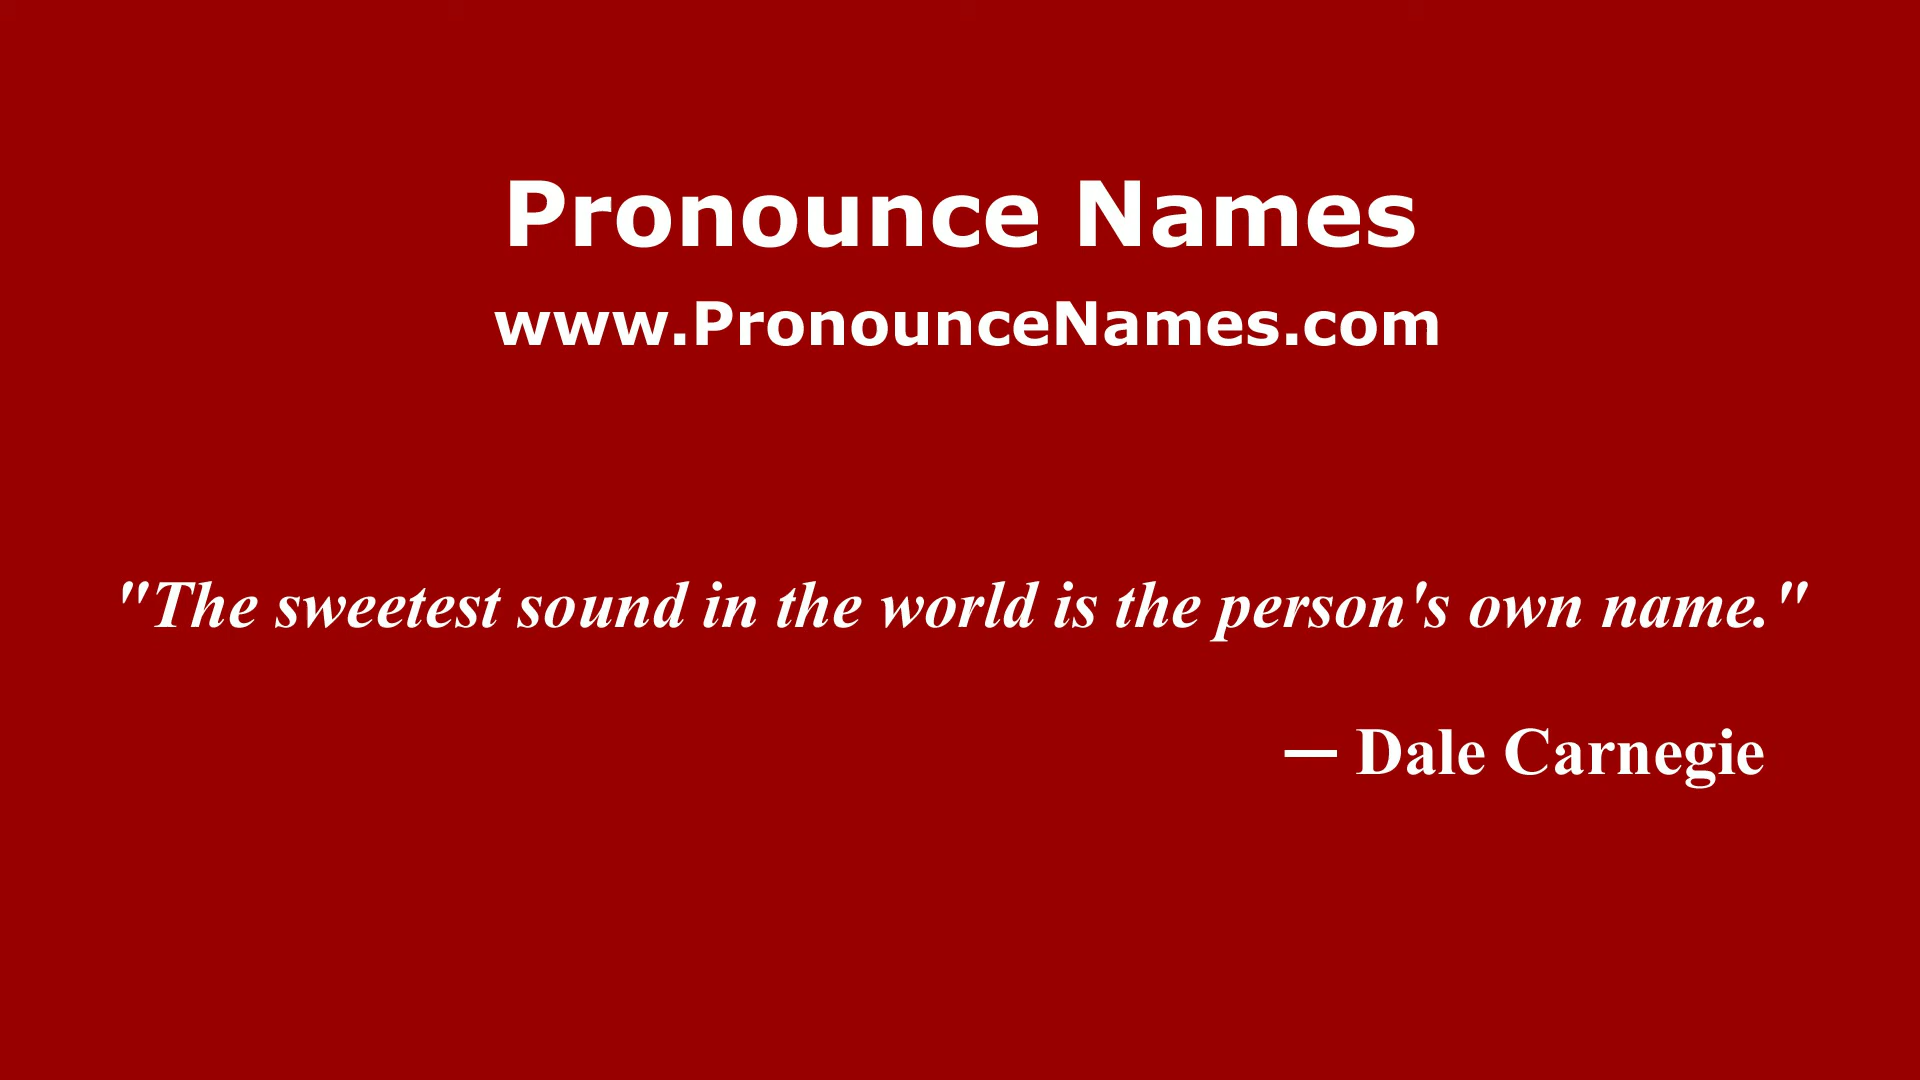 Pronounce Names
www.PronounceNames.com
"The sweetest sound in the world is the person's own name."
— Dale Carnegie